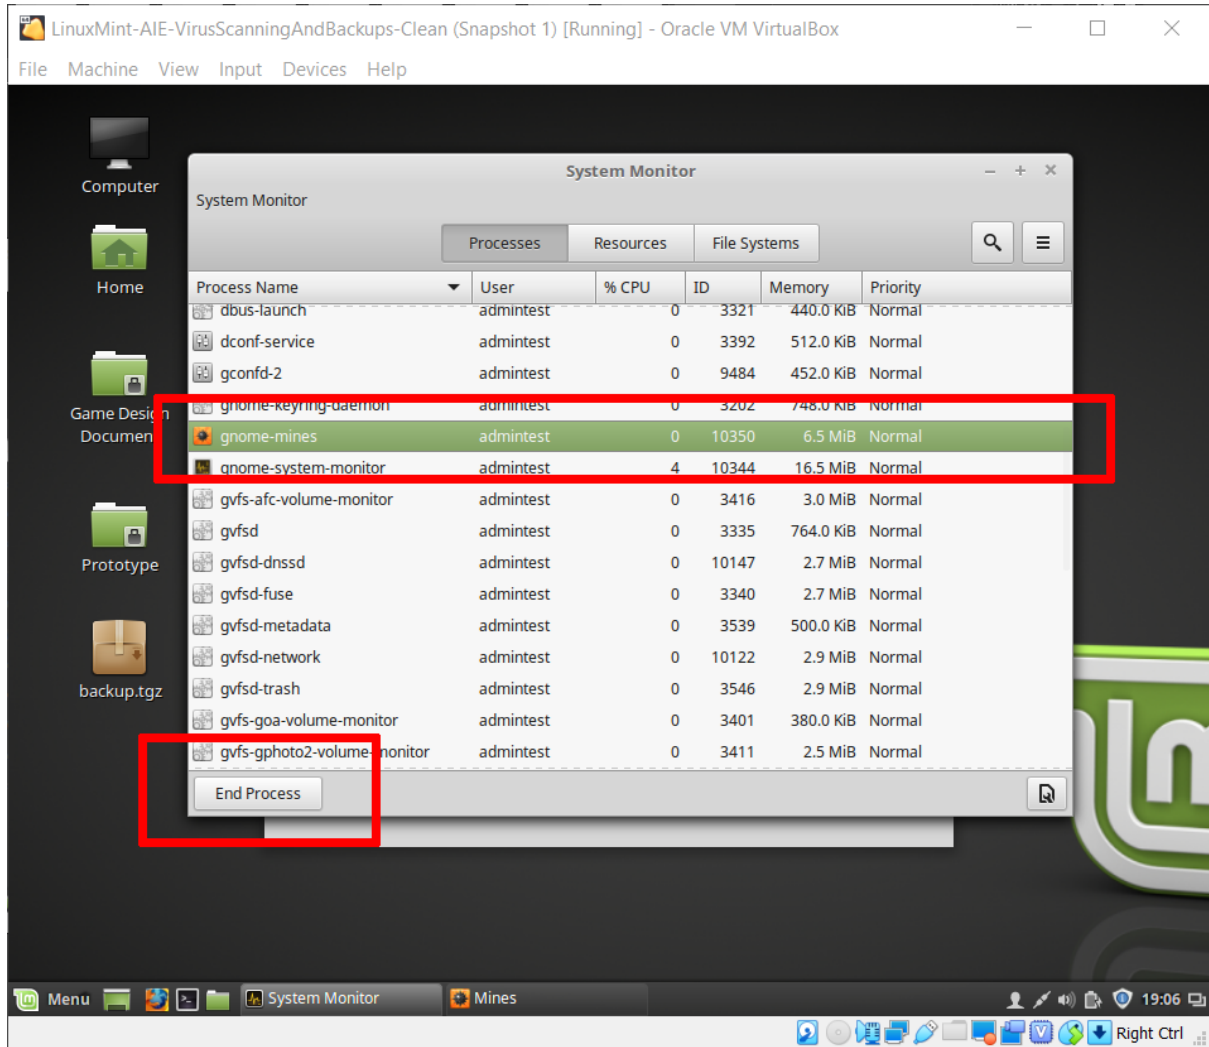 LinuxMint-AIE-VirusScanningAndBackups-Clean (Snapshot 1) [Running] - Oracle VM VirtualBox
File Machine View Input Devices Help
Computer
Home
Game Design
Documen
Prototype
backup.tgz
System Monitor
System Monitor
Processes Resources File Systems
Process Name User % CPU ID Memory Priority
dbus-launch admintest 0 3321 440.0 KiB Normal
dconf-service admintest 0 3392 512.0 KiB Normal
gconfd-2 admintest 0 9484 452.0 KiB Normal
gnome-keyring-daemon admintest 0 3202 748.0 KiB Normal
gnome-mines admintest 0 10350 6.5 MiB Normal
gnome-system-monitor admintest 4 10344 16.5 MiB Normal
gvfs-afc-volume-monitor admintest 0 3416 3.0 MiB Normal
gvfsd admintest 0 3335 764.0 KiB Normal
gvfsd-dnssd admintest 0 10147 2.7 MiB Normal
gvfsd-fuse admintest 0 3340 2.7 MiB Normal
gvfsd-metadata admintest 0 3539 500.0 KiB Normal
gvfsd-network admintest 0 10122 2.9 MiB Normal
gvfsd-trash admintest 0 3546 2.9 MiB Normal
gvfs-goa-volume-monitor admintest 0 3401 380.0 KiB Normal
gvfs-gphoto2-volume-monitor admintest 0 3411 2.5 MiB Normal
End Process
Menu System Monitor Mines 19:06
Right Ctrl